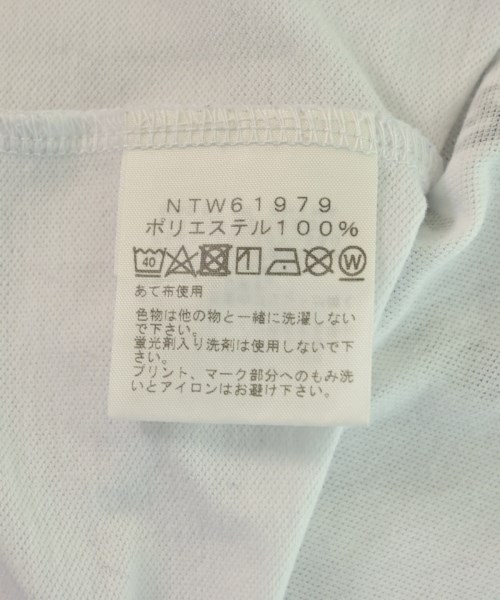 NTW61979
ポリエステル100%
40 W
あて布使用
色物は他の物と一緒に洗濯しない
で下さい。
蛍光剤入り洗剤は使用しないで下
さい。
プリント、マーク部分へのもみ洗
いとアイロンはお避け下さい。